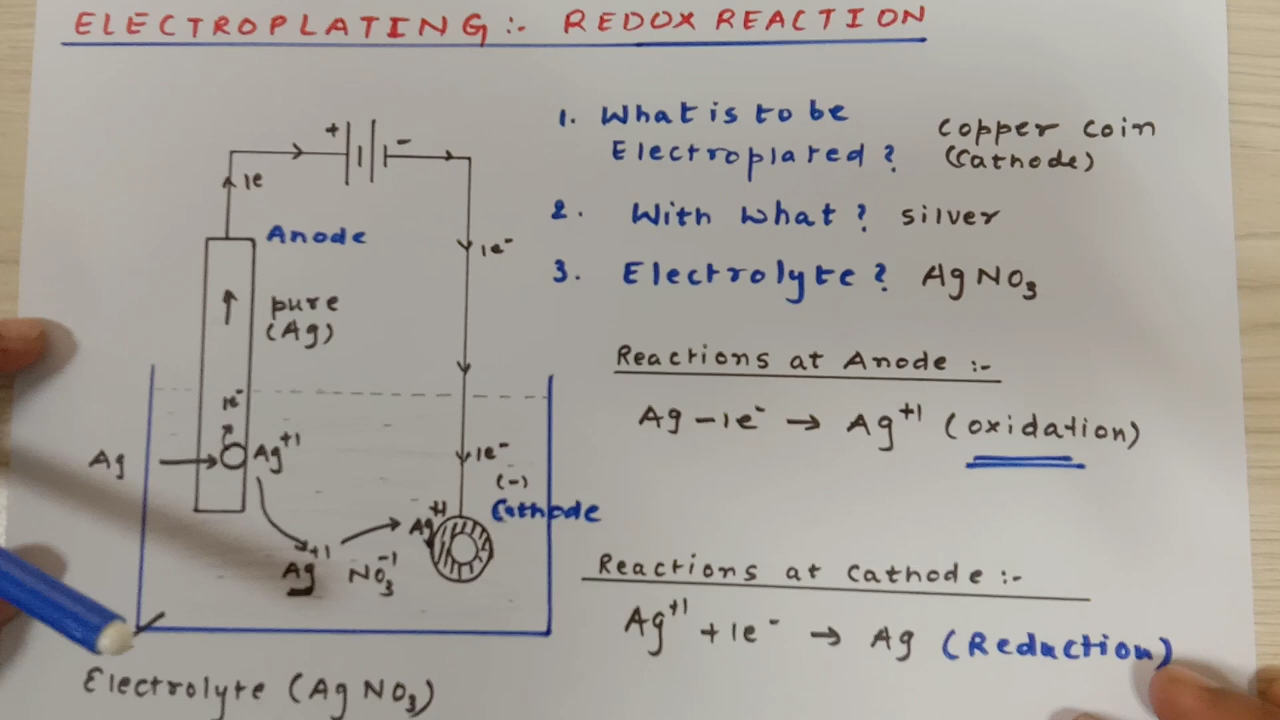 ELECTROPLATING :- REDOX REACTION
1. What is to be
Electroplated ?
copper coin
(Cathode)
2. With what ? silver
3. Electrolyte ? AgNO3
Reactions at Anode :-
Ag - 1e⁻ → Ag⁺¹ (oxidation)
Reactions at Cathode :-
Ag⁺¹ + 1e⁻ → Ag (Reduction)
+ -
1e
Anode
1e⁻
pure
(Ag)
1e⁻
Ag
Ag⁺¹
1e⁻
(-)
Cathode
Ag⁺¹
Ag⁺¹ NO3⁻¹
Electrolyte (AgNO3)